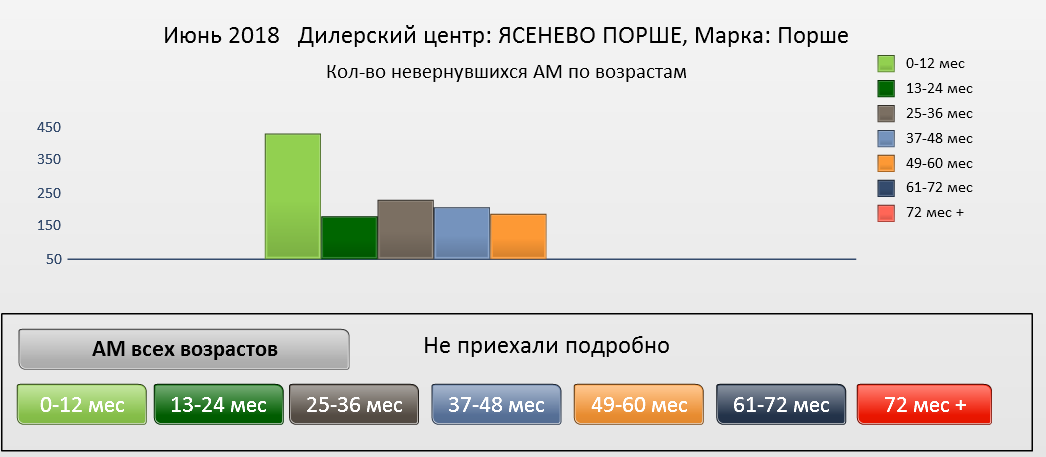 Июнь 2018 Дилерский центр: ЯСЕНЕВО ПОРШЕ, Марка: Порше
Кол-во невернувшихся АМ по возрастам
0-12 мес
13-24 мес
25-36 мес
37-48 мес
49-60 мес
61-72 мес
72 мес +
450
350
250
150
50
АМ всех возрастов
Не приехали подробно
0-12 мес
13-24 мес
25-36 мес
37-48 мес
49-60 мес
61-72 мес
72 мес +